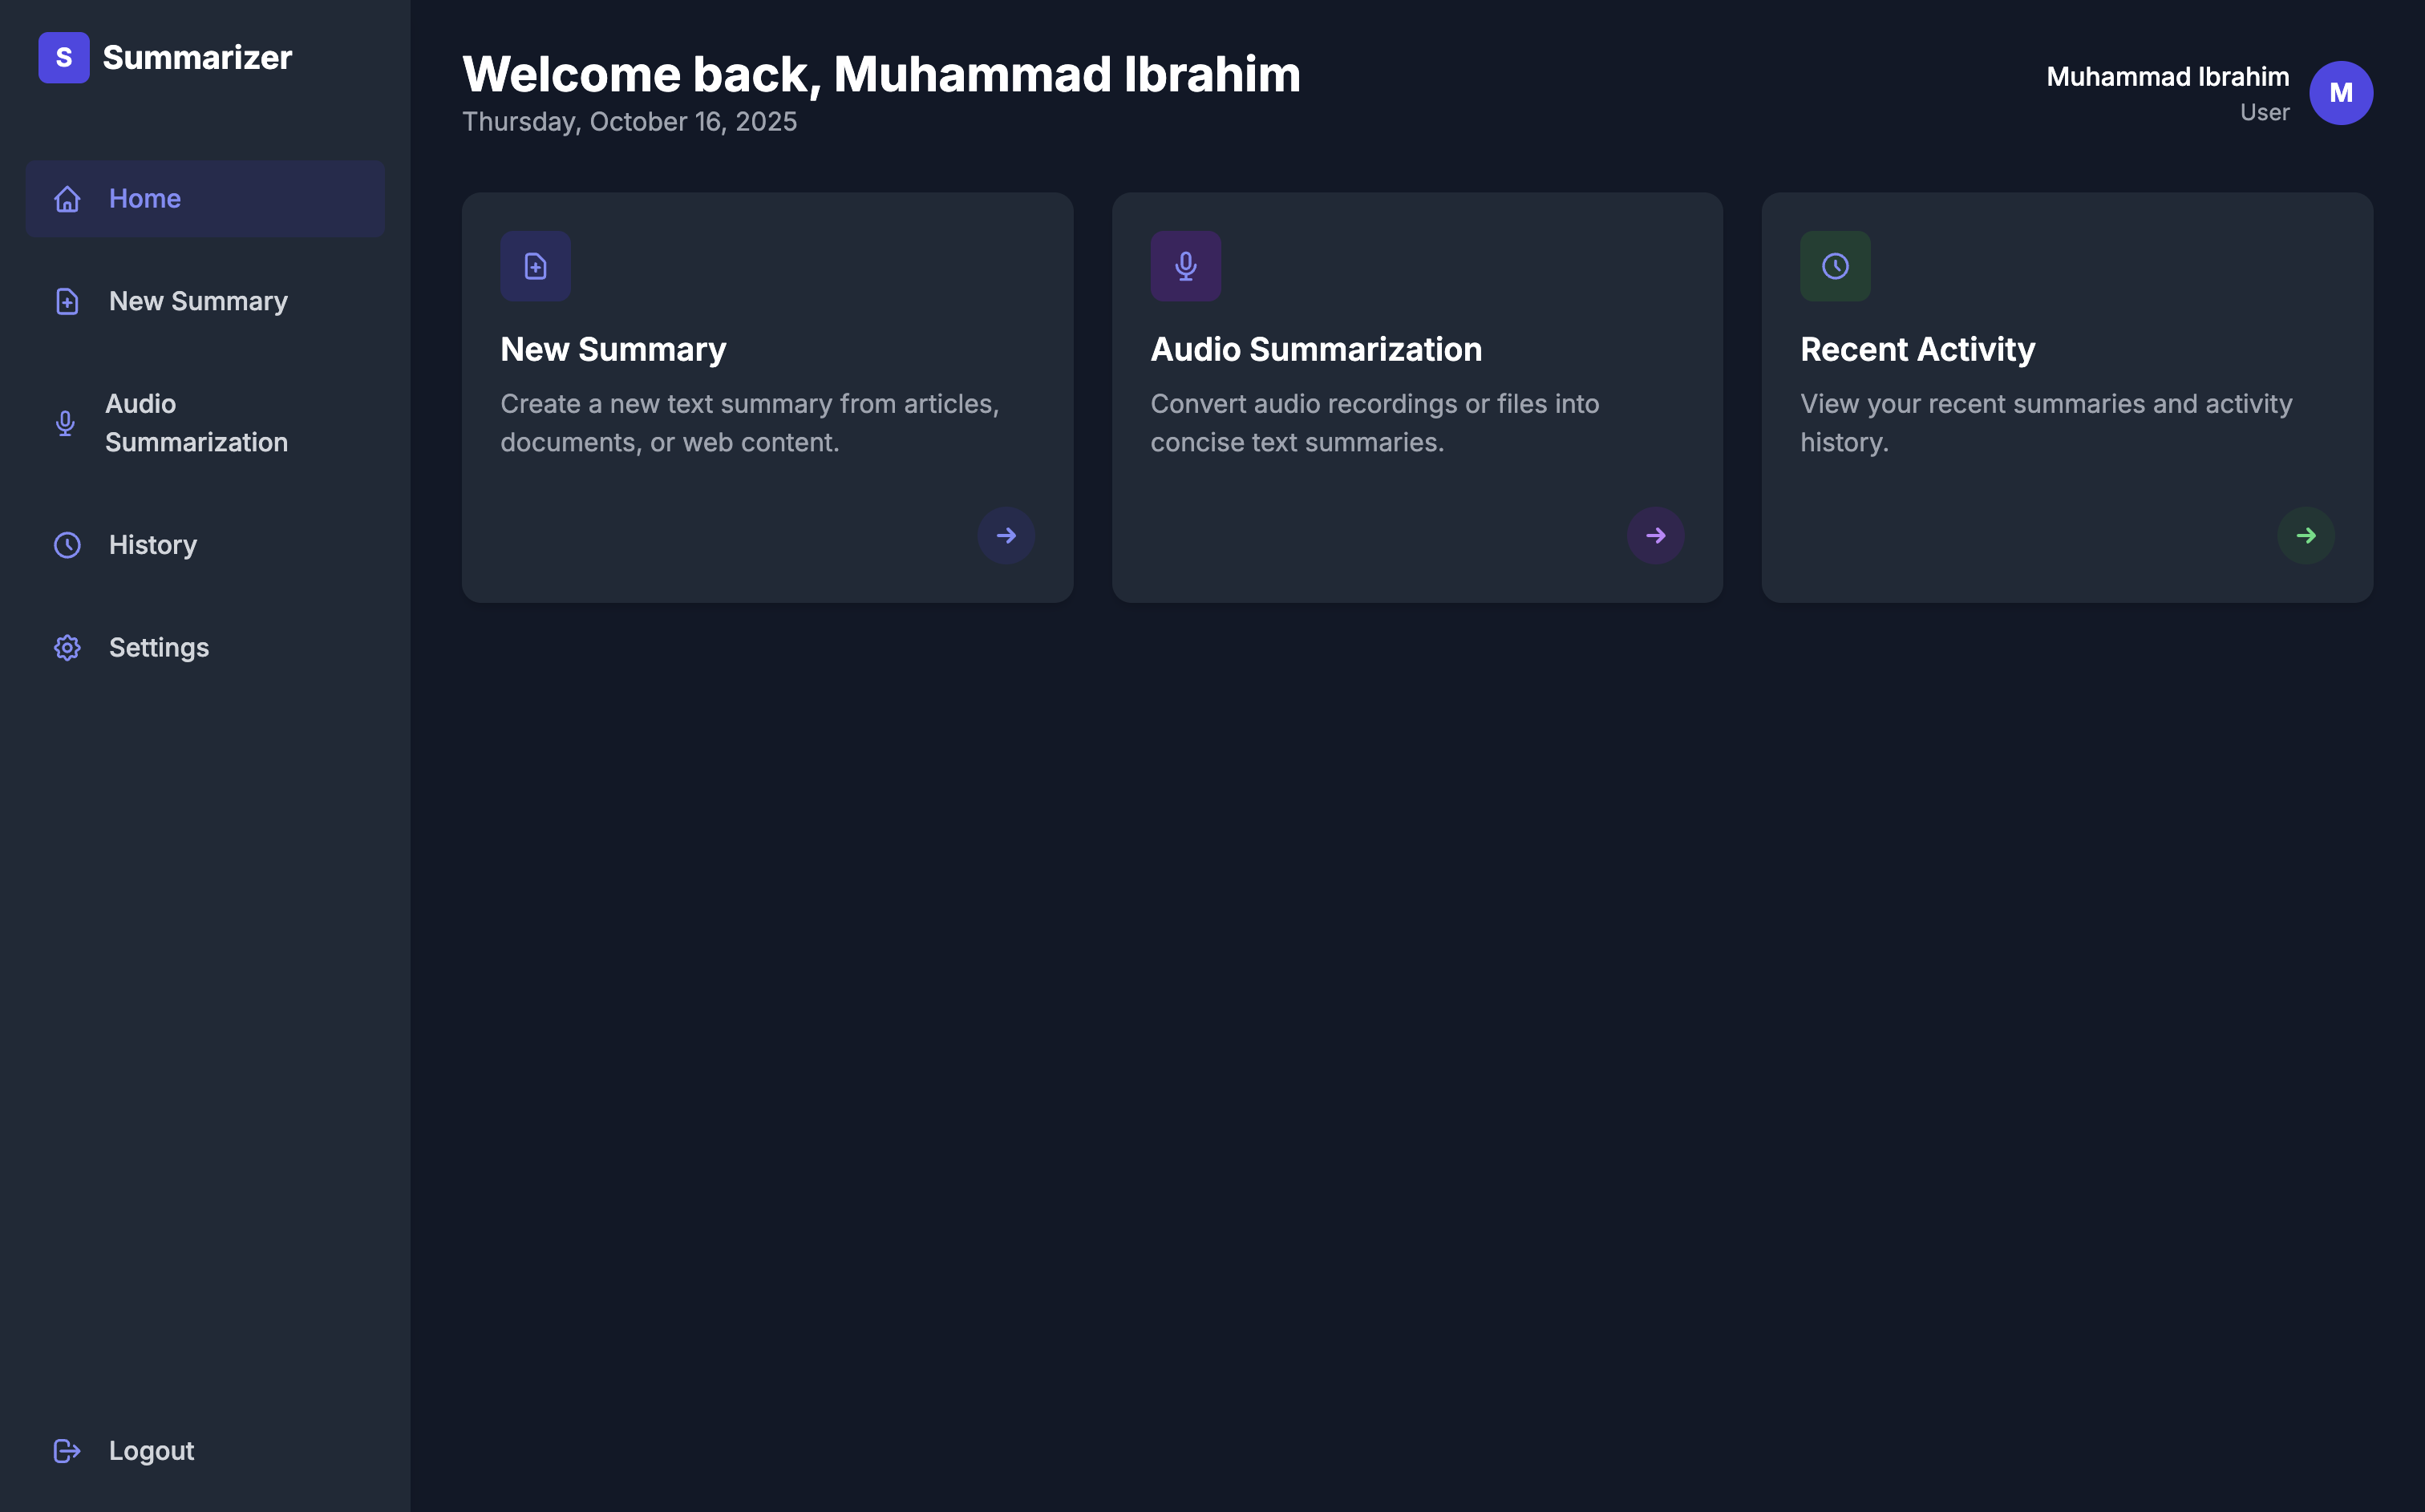 S Summarizer
Home
New Summary
Audio
Summarization
History
Settings
Logout
Welcome back, Muhammad Ibrahim
Thursday, October 16, 2025
Muhammad Ibrahim
User
M
New Summary
Create a new text summary from articles,
documents, or web content.
Audio Summarization
Convert audio recordings or files into
concise text summaries.
Recent Activity
View your recent summaries and activity
history.